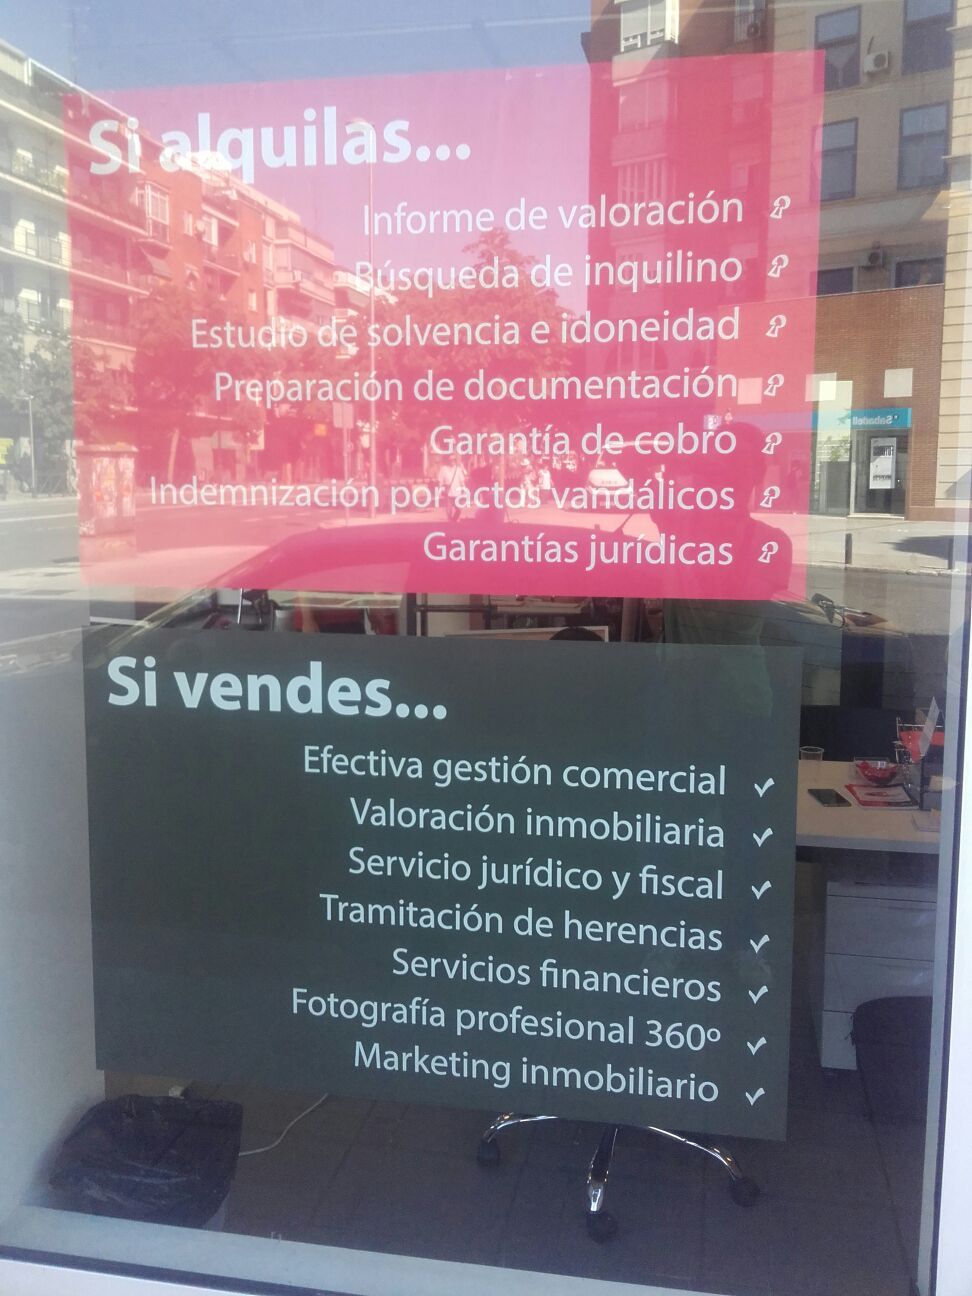 Si alquilas...
Informe de valoración
Búsqueda de inquilino
Estudio de solvencia e idoneidad
Preparación de documentación
Garantía de cobro
Indemnización por actos vandálicos
Garantías jurídicas
Sabadell
Si vendes...
Efectiva gestión comercial
Valoración inmobiliaria
Servicio jurídico y fiscal
Tramitación de herencias
Servicios financieros
Fotografía profesional 360º
Marketing inmobiliario